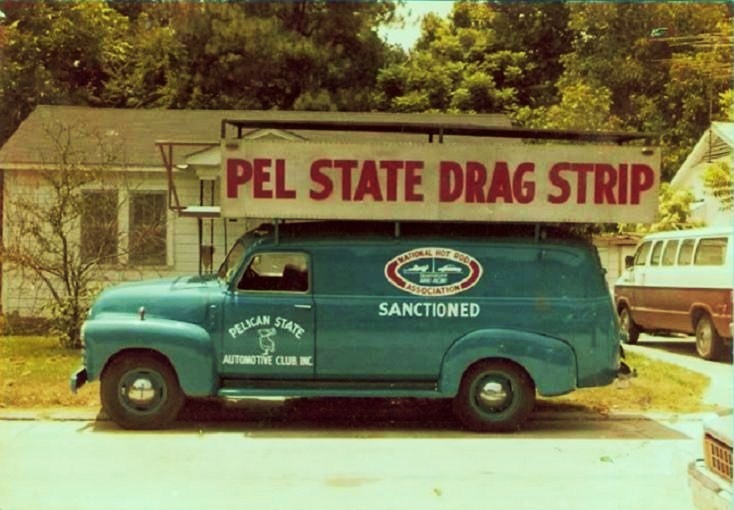 PEL STATE DRAG STRIP
NATIONAL HOT ROD
ASSOCIATION
SANCTIONED
PELICAN STATE
AUTOMOTIVE CLUB, INC